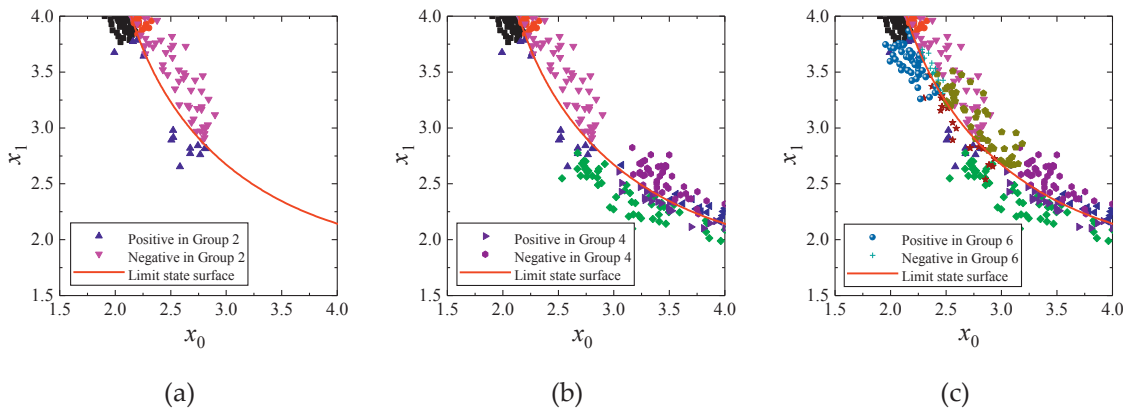 4.0
3.5
3.0
2.5
2.0
1.5
x1
Positive in Group 2
Negative in Group 2
Limit state surface
1.5 2.0 2.5 3.0 3.5 4.0
x0
(a)
4.0
3.5
3.0
2.5
2.0
1.5
x1
Positive in Group 4
Negative in Group 4
Limit state surface
1.5 2.0 2.5 3.0 3.5 4.0
x0
(b)
4.0
3.5
3.0
2.5
2.0
1.5
x1
Positive in Group 6
Negative in Group 6
Limit state surface
1.5 2.0 2.5 3.0 3.5 4.0
x0
(c)